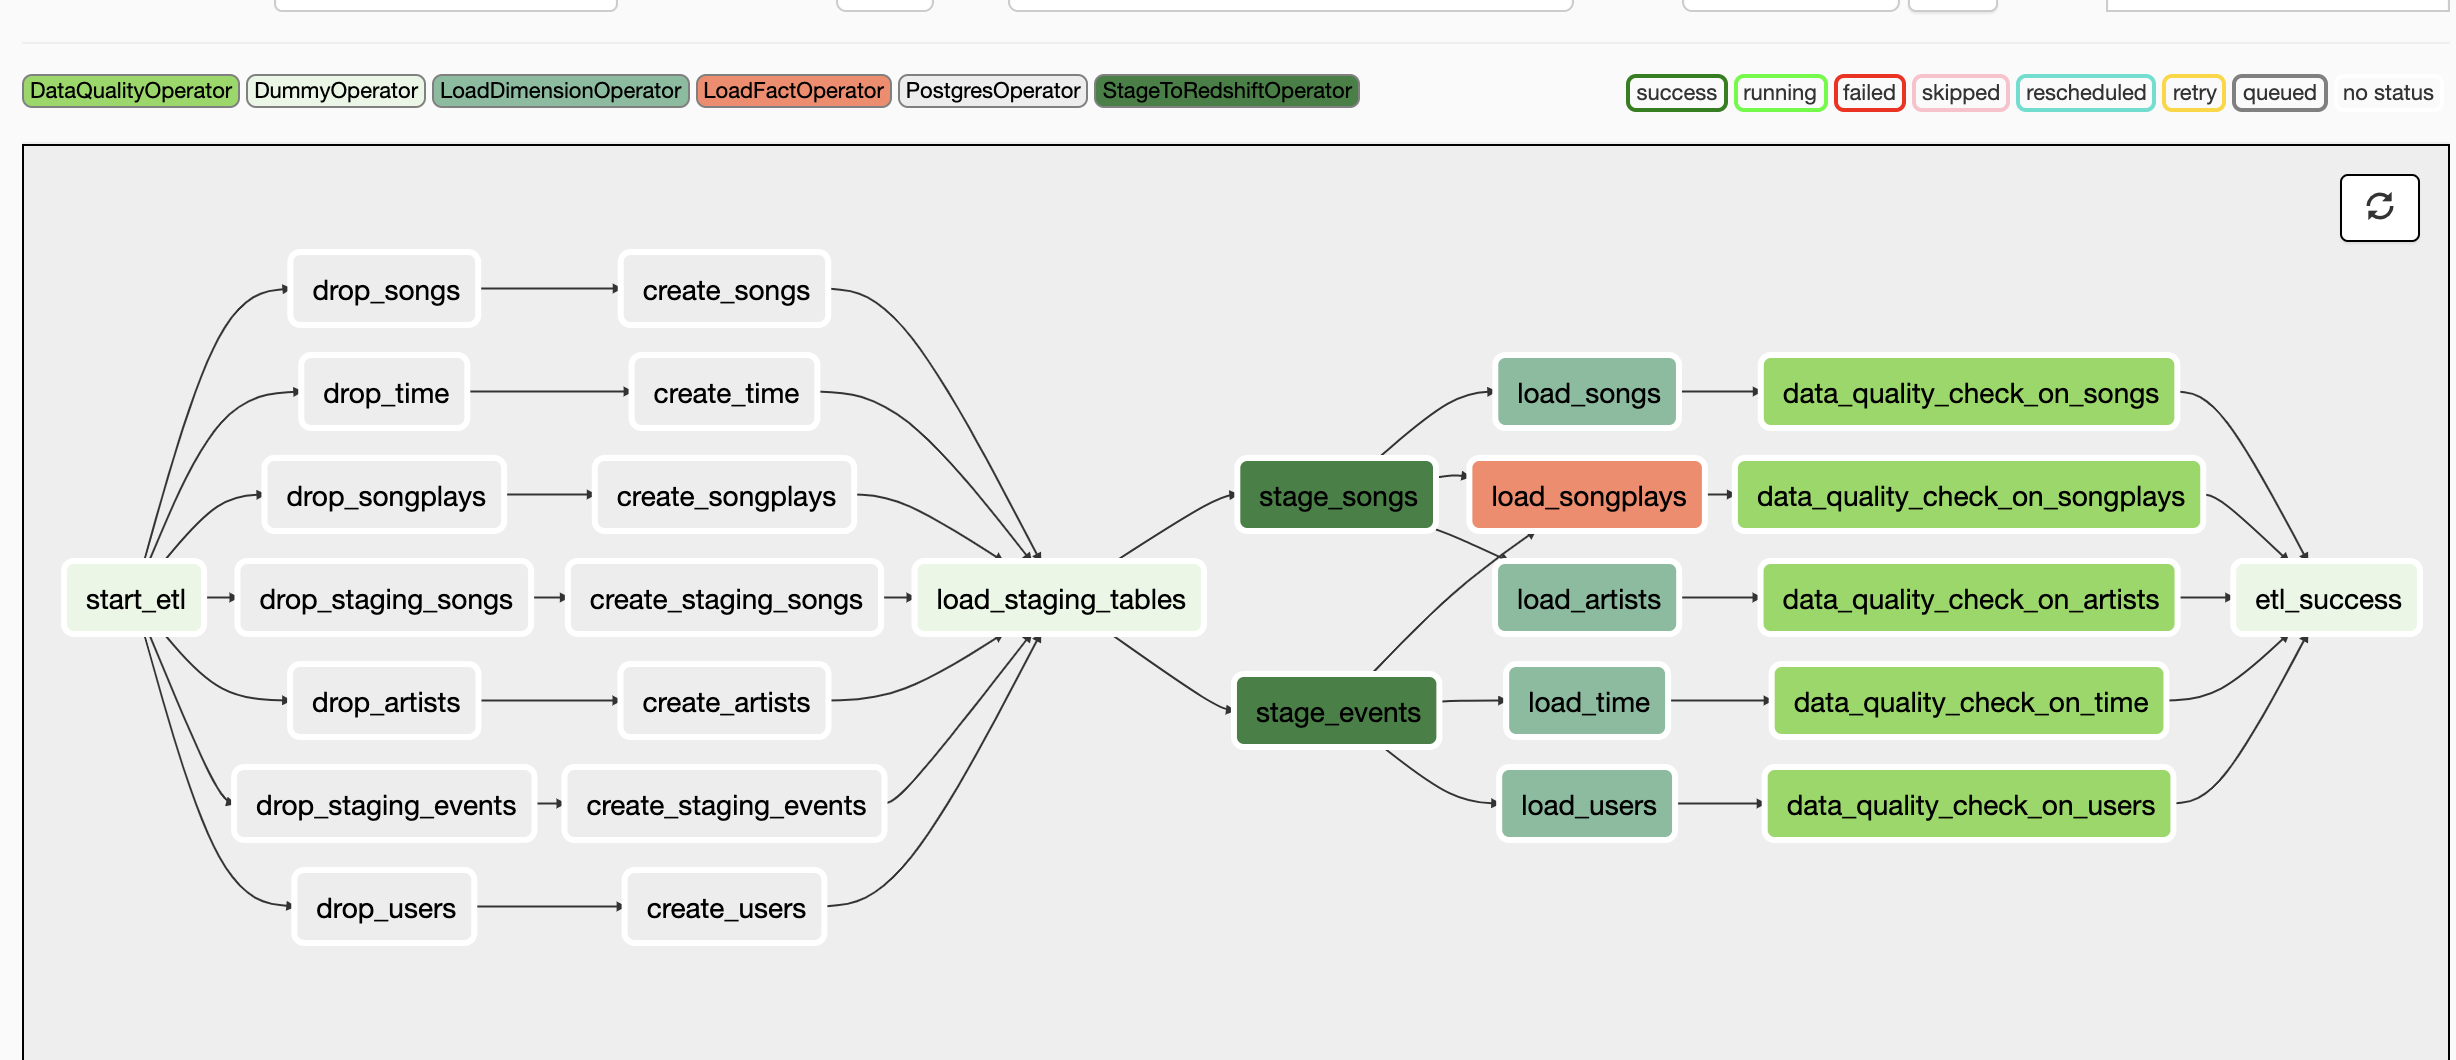 DataQualityOperator DummyOperator LoadDimensionOperator LoadFactOperator PostgresOperator StageToRedshiftOperator
success running failed skipped rescheduled retry queued no status
drop_songs create_songs
drop_time create_time load_songs data_quality_check_on_songs
drop_songplays create_songplays stage_songs load_songplays data_quality_check_on_songplays
start_etl drop_staging_songs create_staging_songs load_staging_tables load_artists data_quality_check_on_artists etl_success
drop_artists create_artists stage_events load_time data_quality_check_on_time
drop_staging_events create_staging_events load_users data_quality_check_on_users
drop_users create_users